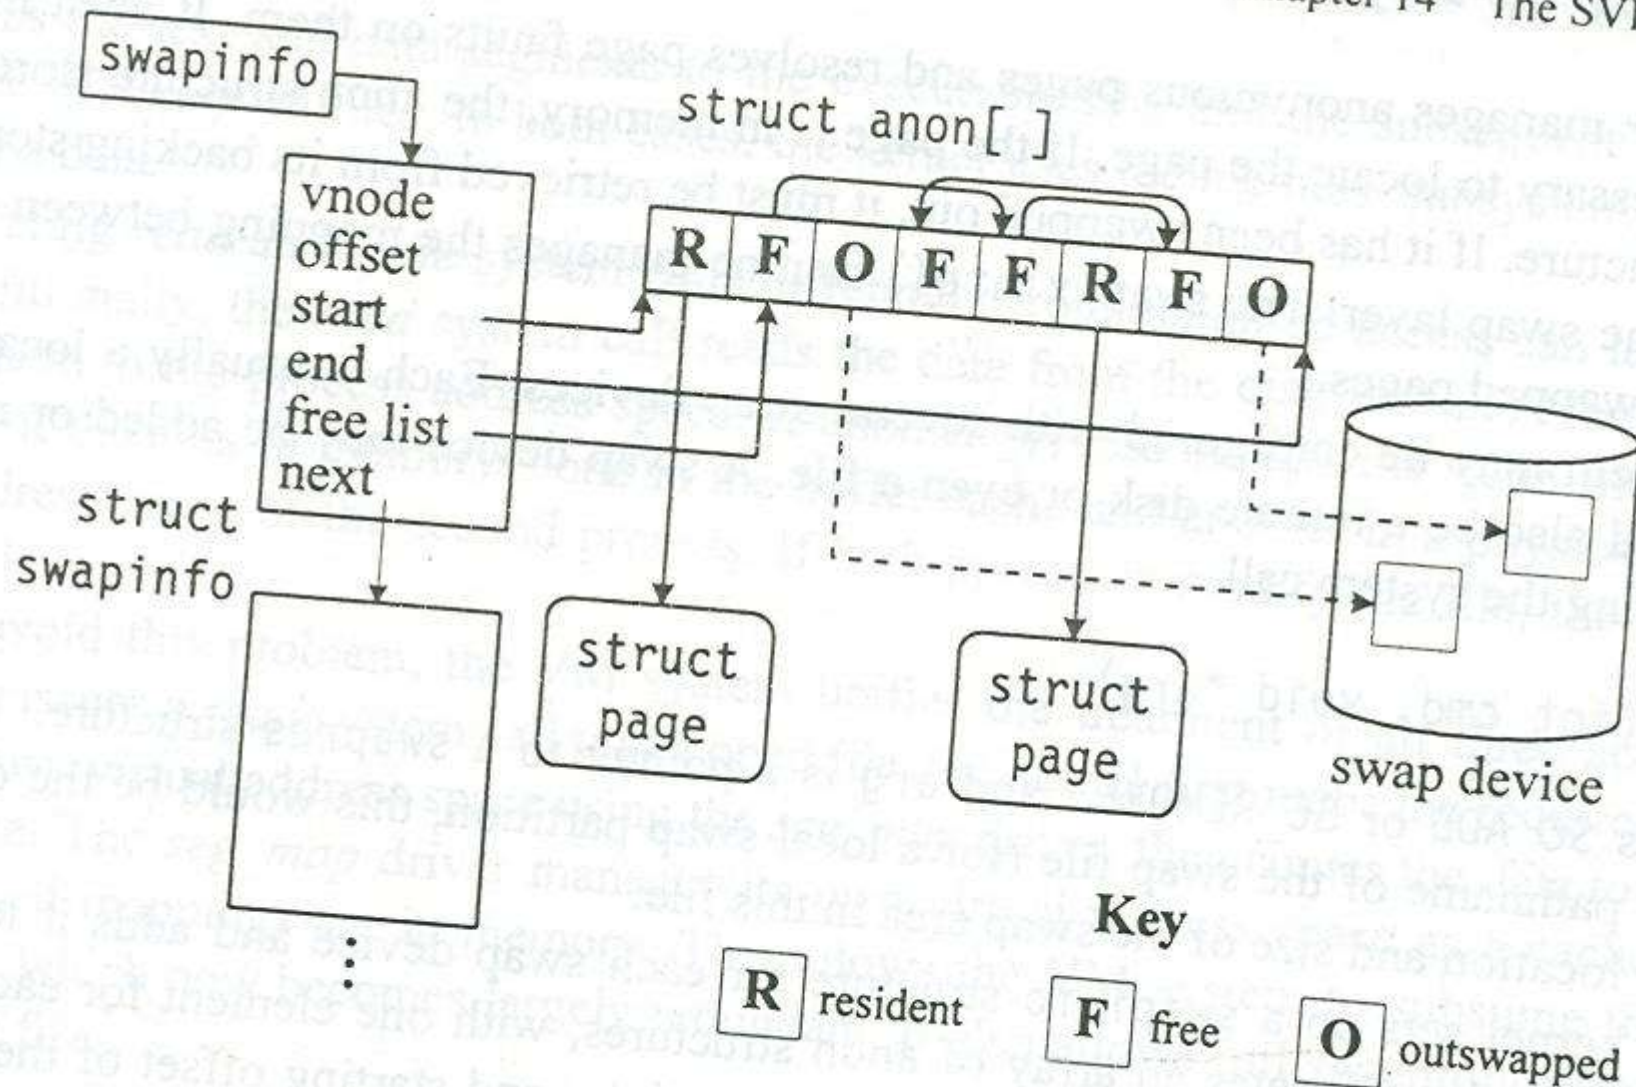 14 The SV
swapinfo
struct anon[ ]
vnode
offset
start
end
free list
next
R F O F F R F O
struct
swapinfo
struct
page
struct
page
swap device
Key
R resident
F free
O outswapped